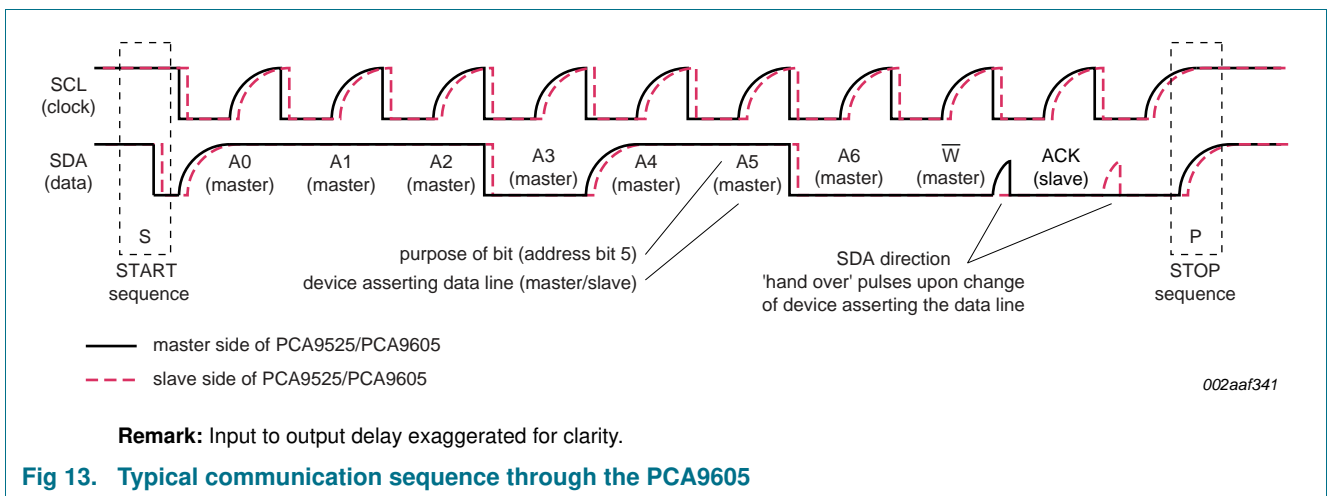 SCL
(clock)
SDA
(data)
A0
(master)
A1
(master)
A2
(master)
A3
(master)
A4
(master)
A5
(master)
A6
(master)
W̅
(master)
ACK
(slave)
S
START
sequence
purpose of bit (address bit 5)
device asserting data line (master/slave)
SDA direction
'hand over' pulses upon change
of device asserting the data line
P
STOP
sequence
master side of PCA9525/PCA9605
slave side of PCA9525/PCA9605
002aaf341
Remark: Input to output delay exaggerated for clarity.
Fig 13. Typical communication sequence through the PCA9605